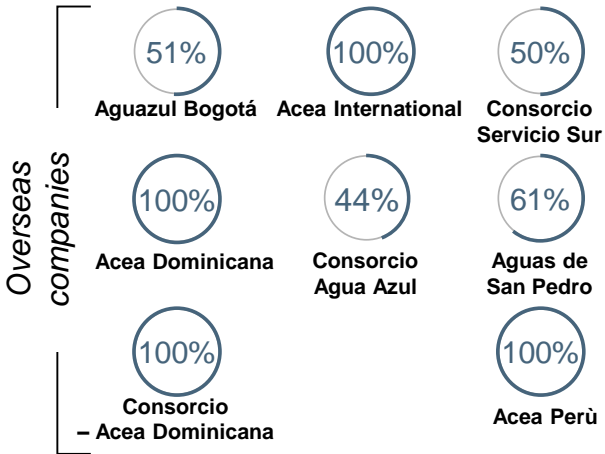 Overseas
companies
51%
Aguazul Bogotá
100%
Acea International
50%
Consorcio
Servicio Sur
100%
Acea Dominicana
44%
Consorcio
Agua Azul
61%
Aguas de
San Pedro
100%
Consorcio
– Acea Dominicana
100%
Acea Perù